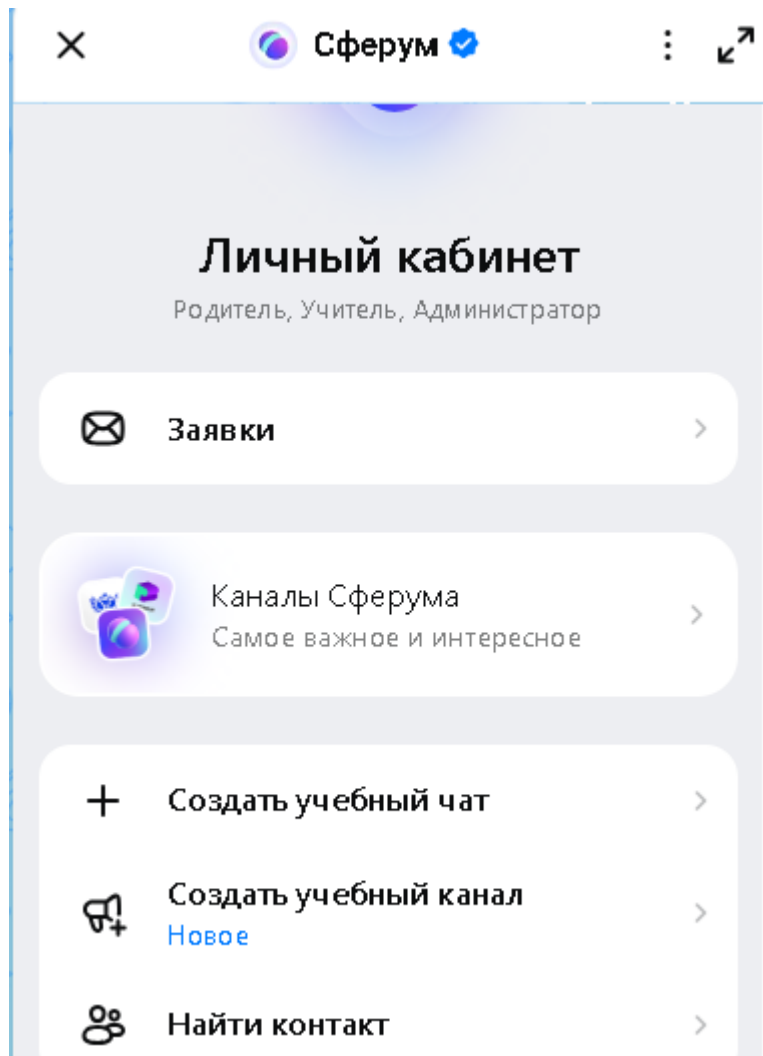 Сферум
Личный кабинет
Родитель, Учитель, Администратор
Заявки
Каналы Сферума
Самое важное и интересное
Создать учебный чат
Создать учебный канал
Новое
Найти контакт